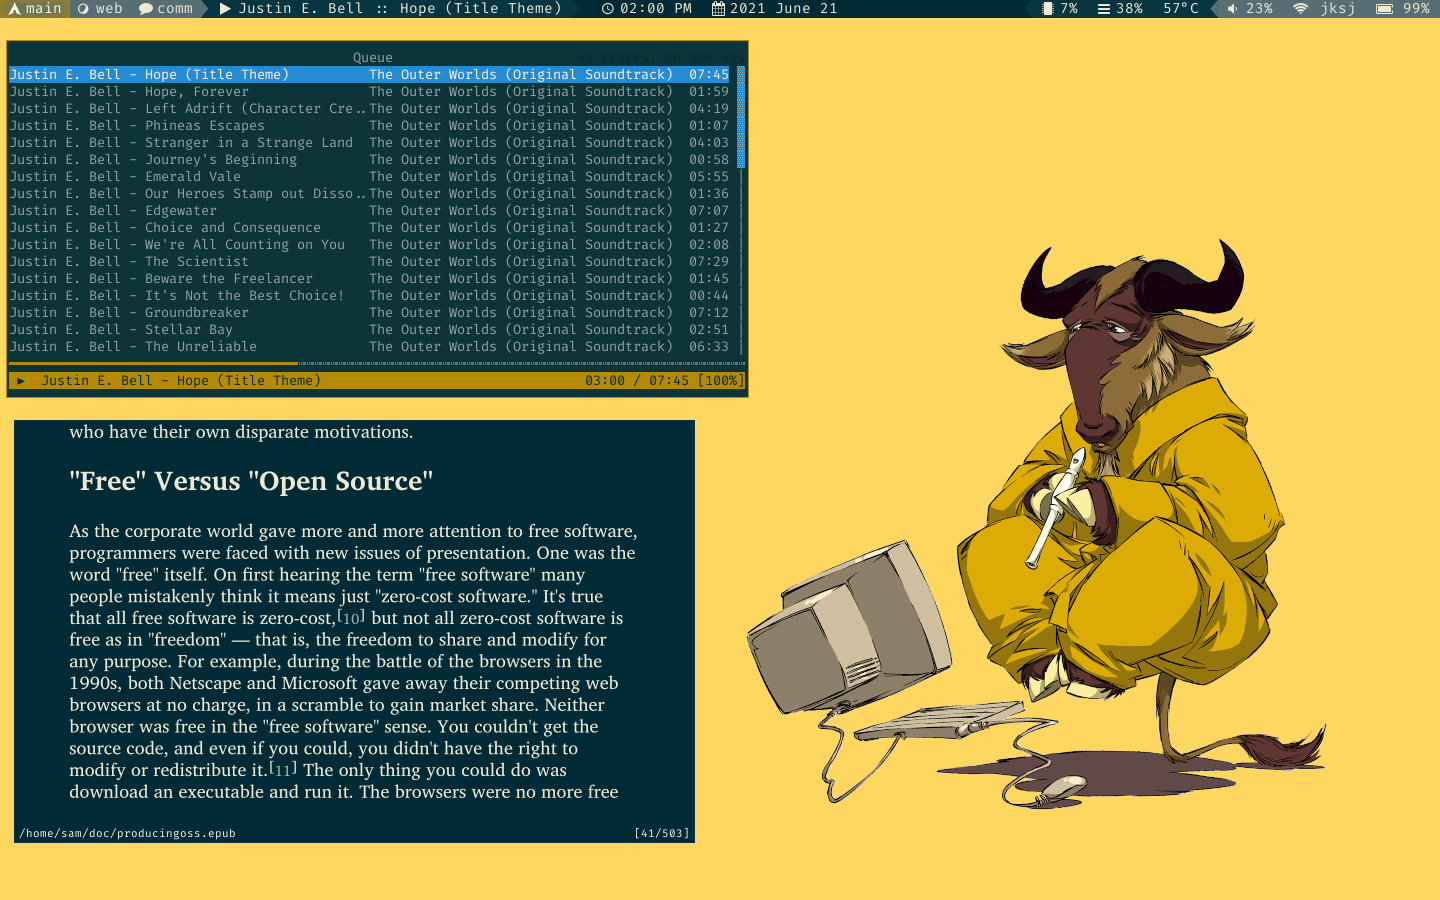 main web comm Justin E. Bell :: Hope (Title Theme) 02:00 PM 2021 June 21 7% 38% 57°C 23% jksj 99%
Queue 43 tracks, 2h 32m 43s
Justin E. Bell - Hope (Title Theme) The Outer Worlds (Original Soundtrack) 07:45
Justin E. Bell - Hope, Forever The Outer Worlds (Original Soundtrack) 01:59
Justin E. Bell - Left Adrift (Character Cre.. The Outer Worlds (Original Soundtrack) 04:19
Justin E. Bell - Phineas Escapes The Outer Worlds (Original Soundtrack) 01:07
Justin E. Bell - Stranger in a Strange Land The Outer Worlds (Original Soundtrack) 04:03
Justin E. Bell - Journey's Beginning The Outer Worlds (Original Soundtrack) 00:58
Justin E. Bell - Emerald Vale The Outer Worlds (Original Soundtrack) 05:55
Justin E. Bell - Our Heroes Stamp out Disso.. The Outer Worlds (Original Soundtrack) 01:36
Justin E. Bell - Edgewater The Outer Worlds (Original Soundtrack) 07:07
Justin E. Bell - Choice and Consequence The Outer Worlds (Original Soundtrack) 01:27
Justin E. Bell - We're All Counting on You The Outer Worlds (Original Soundtrack) 02:08
Justin E. Bell - The Scientist The Outer Worlds (Original Soundtrack) 07:29
Justin E. Bell - Beware the Freelancer The Outer Worlds (Original Soundtrack) 01:45
Justin E. Bell - It's Not the Best Choice! The Outer Worlds (Original Soundtrack) 00:44
Justin E. Bell - Groundbreaker The Outer Worlds (Original Soundtrack) 07:12
Justin E. Bell - Stellar Bay The Outer Worlds (Original Soundtrack) 02:51
Justin E. Bell - The Unreliable The Outer Worlds (Original Soundtrack) 06:33
► Justin E. Bell - Hope (Title Theme) 03:00 / 07:45 [100%]
who have their own disparate motivations.
"Free" Versus "Open Source"
As the corporate world gave more and more attention to free software,
programmers were faced with new issues of presentation. One was the
word "free" itself. On first hearing the term "free software" many
people mistakenly think it means just "zero-cost software." It's true
that all free software is zero-cost,[10] but not all zero-cost software is
free as in "freedom" — that is, the freedom to share and modify for
any purpose. For example, during the battle of the browsers in the
1990s, both Netscape and Microsoft gave away their competing web
browsers at no charge, in a scramble to gain market share. Neither
browser was free in the "free software" sense. You couldn't get the
source code, and even if you could, you didn't have the right to
modify or redistribute it.[11] The only thing you could do was
download an executable and run it. The browsers were no more free
/home/sam/doc/producingoss.epub [41/503]